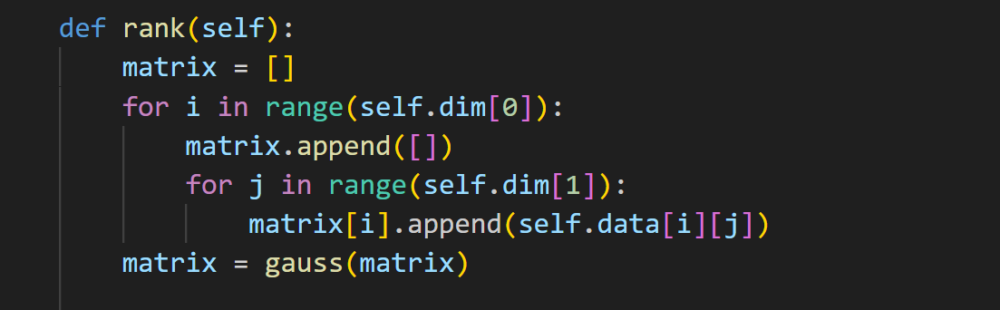 def rank(self):
    matrix = []
    for i in range(self.dim[0]):
        matrix.append([])
        for j in range(self.dim[1]):
            matrix[i].append(self.data[i][j])
    matrix = gauss(matrix)